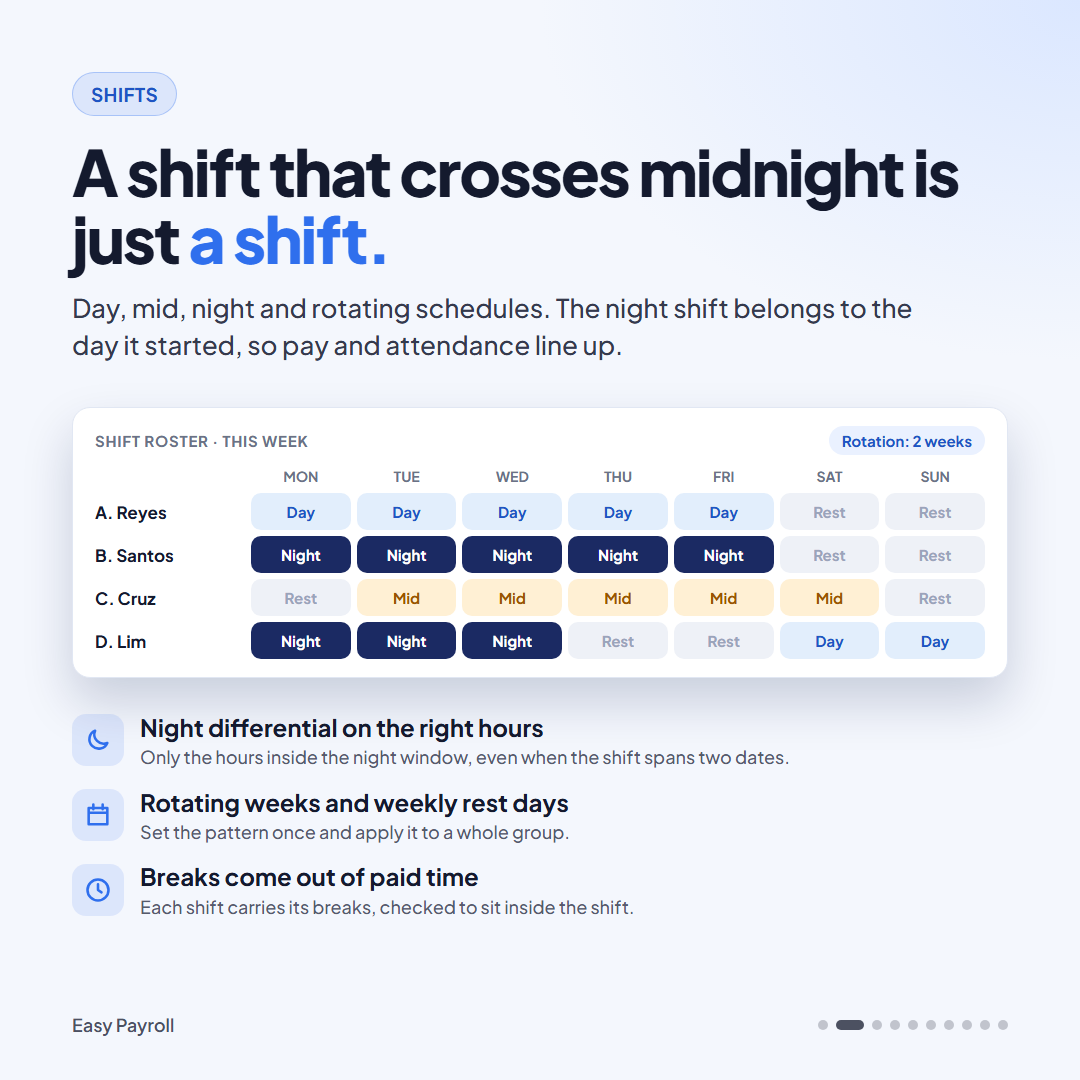 SHIFTS
A shift that crosses midnight is
just a shift.
Day, mid, night and rotating schedules. The night shift belongs to the
day it started, so pay and attendance line up.
SHIFT ROSTER · THIS WEEK Rotation: 2 weeks
MON TUE WED THU FRI SAT SUN
A. Reyes Day Day Day Day Day Rest Rest
B. Santos Night Night Night Night Night Rest Rest
C. Cruz Rest Mid Mid Mid Mid Mid Rest
D. Lim Night Night Night Rest Rest Day Day
Night differential on the right hours
Only the hours inside the night window, even when the shift spans two dates.
Rotating weeks and weekly rest days
Set the pattern once and apply it to a whole group.
Breaks come out of paid time
Each shift carries its breaks, checked to sit inside the shift.
Easy Payroll